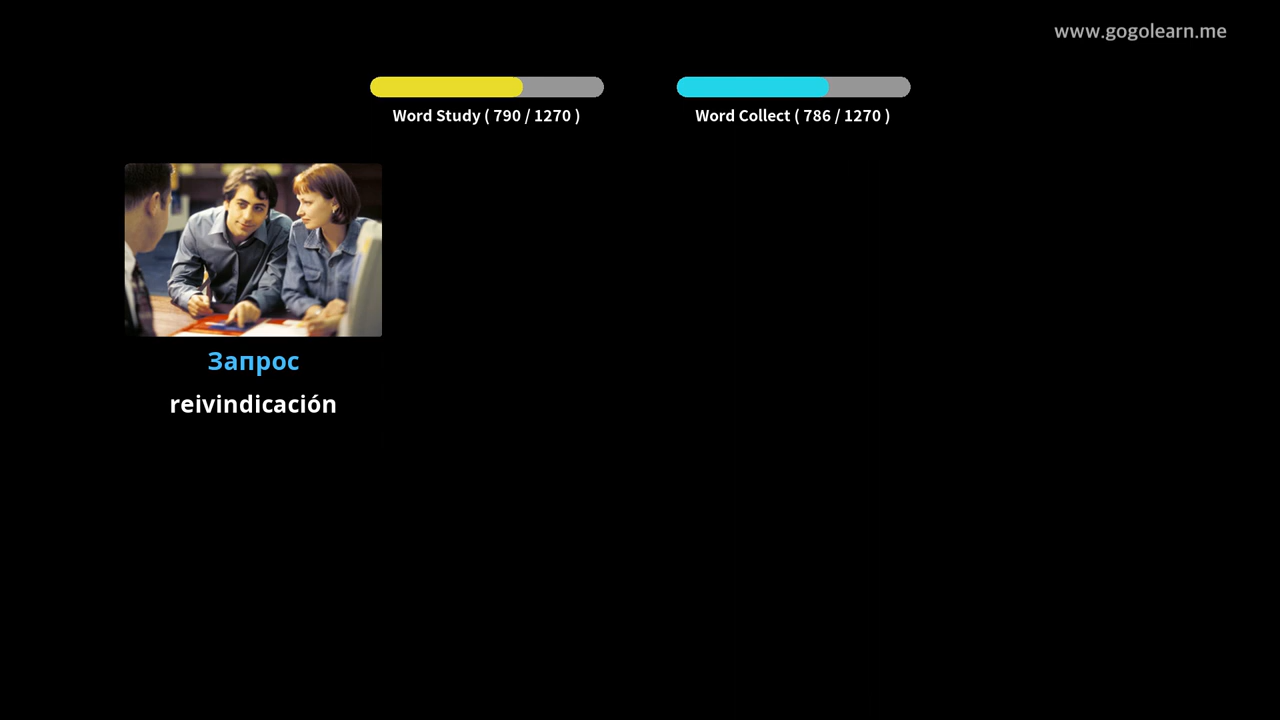 www.gogolearn.me
Word Study ( 790 / 1270 )
Word Collect ( 786 / 1270 )
Запрос
reivindicación